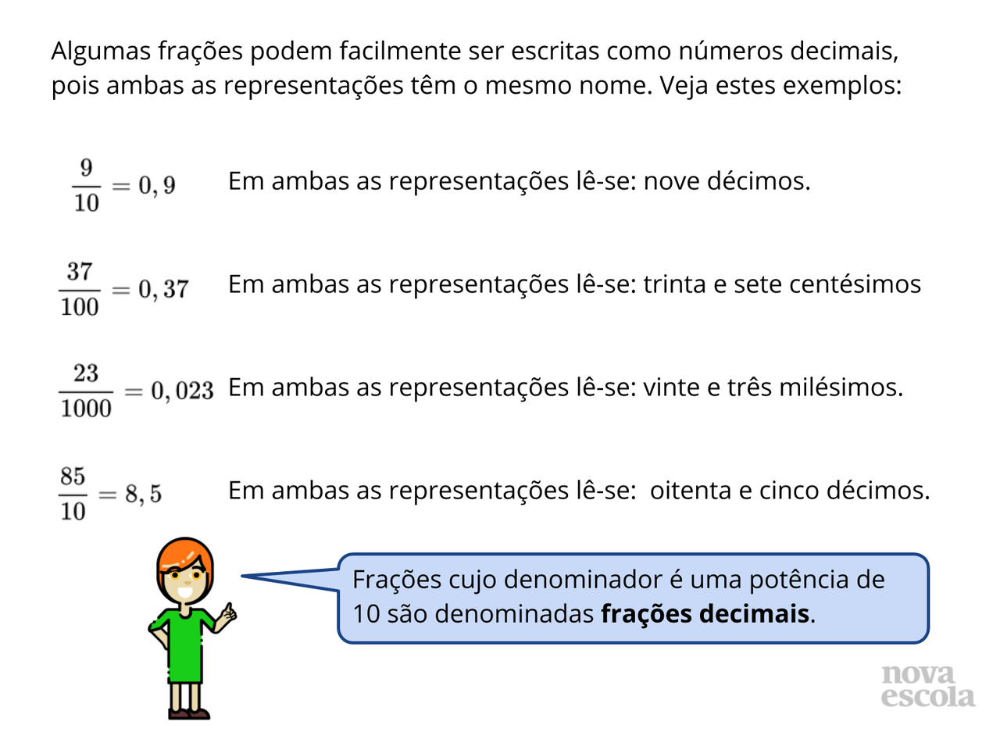 Algumas frações podem facilmente ser escritas como números decimais,
pois ambas as representações têm o mesmo nome. Veja estes exemplos:
9/10 = 0,9 Em ambas as representações lê-se: nove décimos.
37/100 = 0,37 Em ambas as representações lê-se: trinta e sete centésimos
23/1000 = 0,023 Em ambas as representações lê-se: vinte e três milésimos.
85/10 = 8,5 Em ambas as representações lê-se:  oitenta e cinco décimos.
Frações cujo denominador é uma potência de
10 são denominadas frações decimais.
nova
escola